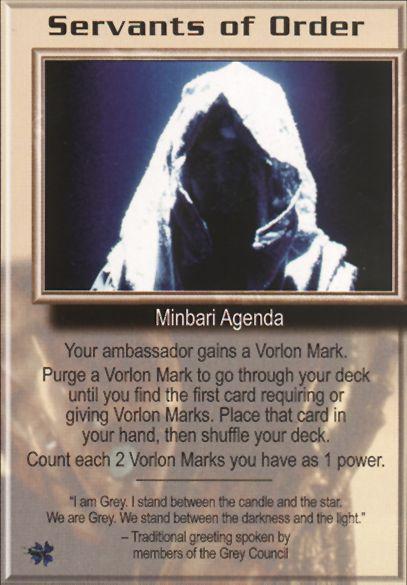 Servants of Order
Minbari Agenda
Your ambassador gains a Vorlon Mark.
Purge a Vorlon Mark to go through your deck
until you find the first card requiring or
giving Vorlon Marks. Place that card in
your hand, then shuffle your deck.
Count each 2 Vorlon Marks you have as 1 power.
"I am Grey. I stand between the candle and the star.
We are Grey. We stand between the darkness and the light."
– Traditional greeting spoken by
members of the Grey Council